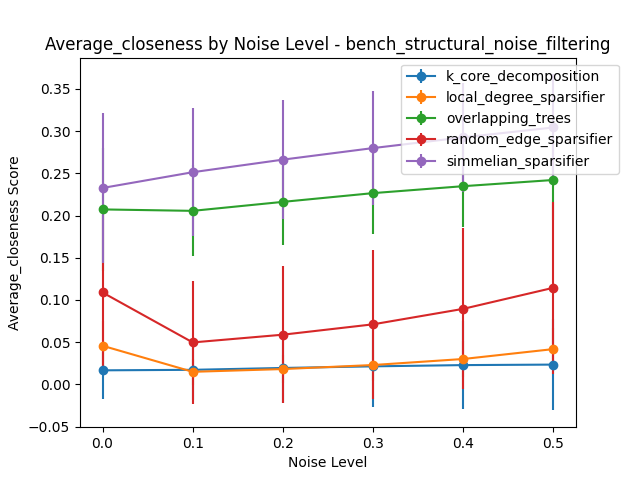 Average_closeness by Noise Level - bench_structural_noise_filtering
k_core_decomposition
local_degree_sparsifier
overlapping_trees
random_edge_sparsifier
simmelian_sparsifier
Average_closeness Score
0.35
0.30
0.25
0.20
0.15
0.10
0.05
0.00
−0.05
0.0 0.1 0.2 0.3 0.4 0.5
Noise Level